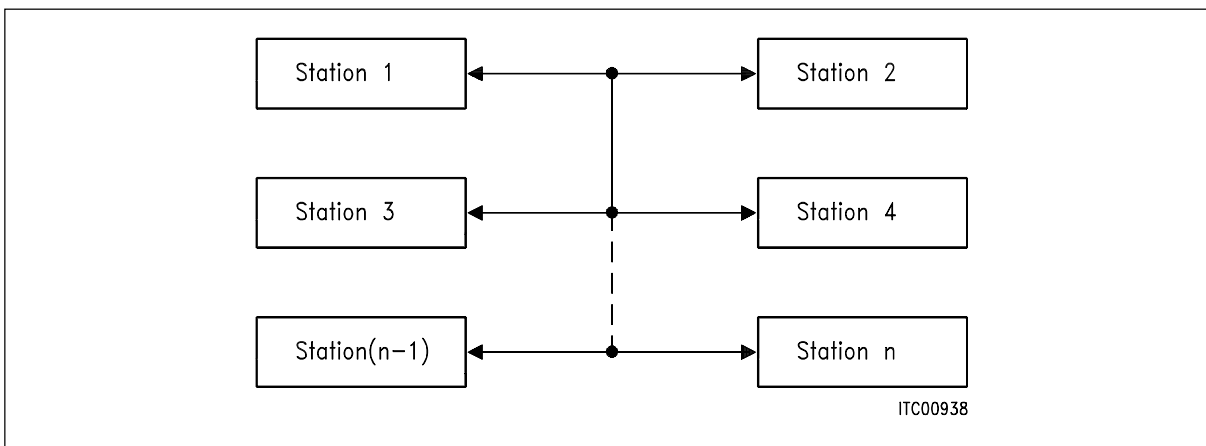 Station 1
Station 2
Station 3
Station 4
Station(n-1)
Station n
ITC00938